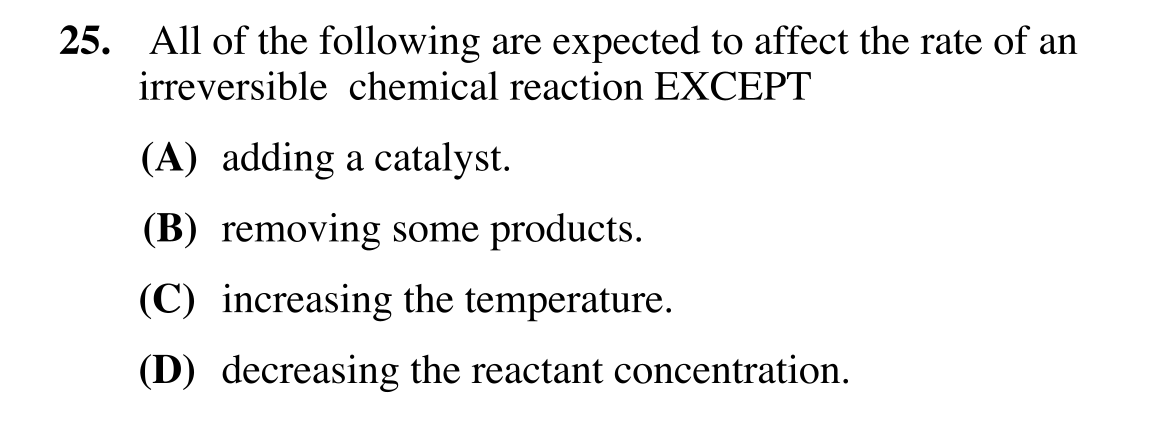 25. All of the following are expected to affect the rate of an
irreversible chemical reaction EXCEPT
(A) adding a catalyst.
(B) removing some products.
(C) increasing the temperature.
(D) decreasing the reactant concentration.